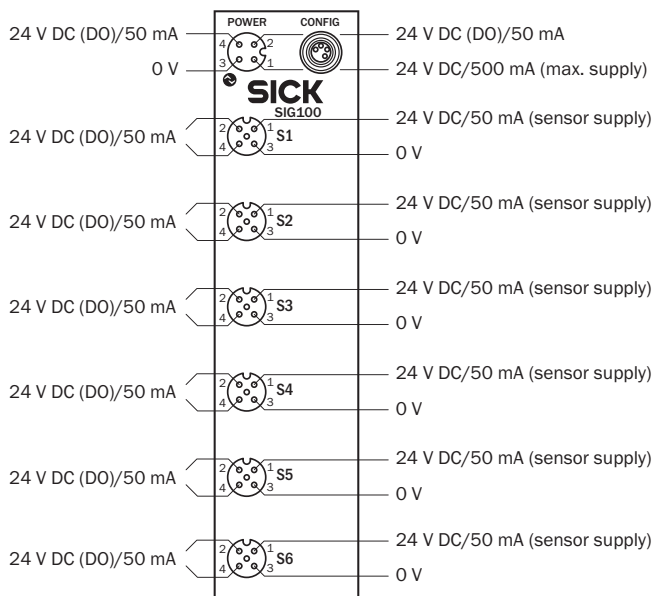 POWER CONFIG
24 V DC (DO)/50 mA 4 2 24 V DC (DO)/50 mA
0 V 3 1 24 V DC/500 mA (max. supply)
SICK
SIG100
24 V DC/50 mA (sensor supply)
24 V DC (DO)/50 mA 2 1 S1
4 3 0 V
24 V DC/50 mA (sensor supply)
24 V DC (DO)/50 mA 2 1 S2
4 3 0 V
24 V DC/50 mA (sensor supply)
24 V DC (DO)/50 mA 2 1 S3
4 3 0 V
24 V DC/50 mA (sensor supply)
24 V DC (DO)/50 mA 2 1 S4
4 3 0 V
24 V DC/50 mA (sensor supply)
24 V DC (DO)/50 mA 2 1 S5
4 3 0 V
24 V DC/50 mA (sensor supply)
24 V DC (DO)/50 mA 2 1 S6
4 3 0 V